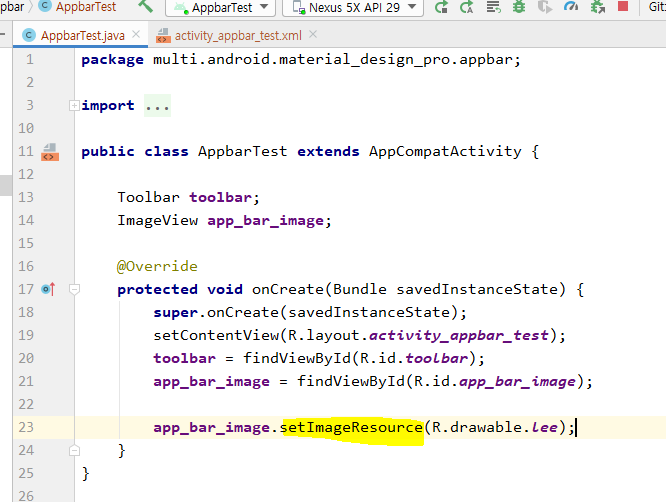 ppbar AppbarTest AppbarTest Nexus 5X API 29 Git:
AppbarTest.java activity_appbar_test.xml
1 package multi.android.material_design_pro.appbar;
2
3 import ...
10
11 public class AppbarTest extends AppCompatActivity {
12
13 Toolbar toolbar;
14 ImageView app_bar_image;
15
16 @Override
17 protected void onCreate(Bundle savedInstanceState) {
18 super.onCreate(savedInstanceState);
19 setContentView(R.layout.activity_appbar_test);
20 toolbar = findViewById(R.id.toolbar);
21 app_bar_image = findViewById(R.id.app_bar_image);
22
23 app_bar_image.setImageResource(R.drawable.lee);
24 }
25 }
26